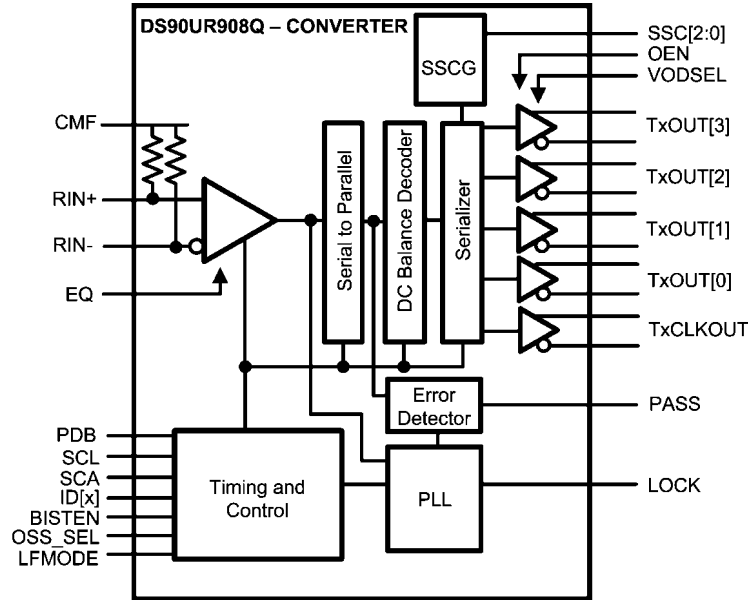 DS90UR908Q – CONVERTER
SSCG
SSC[2:0]
OEN
VODSEL
CMF
RIN+
RIN-
EQ
Serial to Parallel
DC Balance Decoder
Serializer
TxOUT[3]
TxOUT[2]
TxOUT[1]
TxOUT[0]
TxCLKOUT
Error
Detector
PASS
PDB
SCL
SCA
ID[x]
BISTEN
OSS_SEL
LFMODE
Timing and
Control
PLL
LOCK